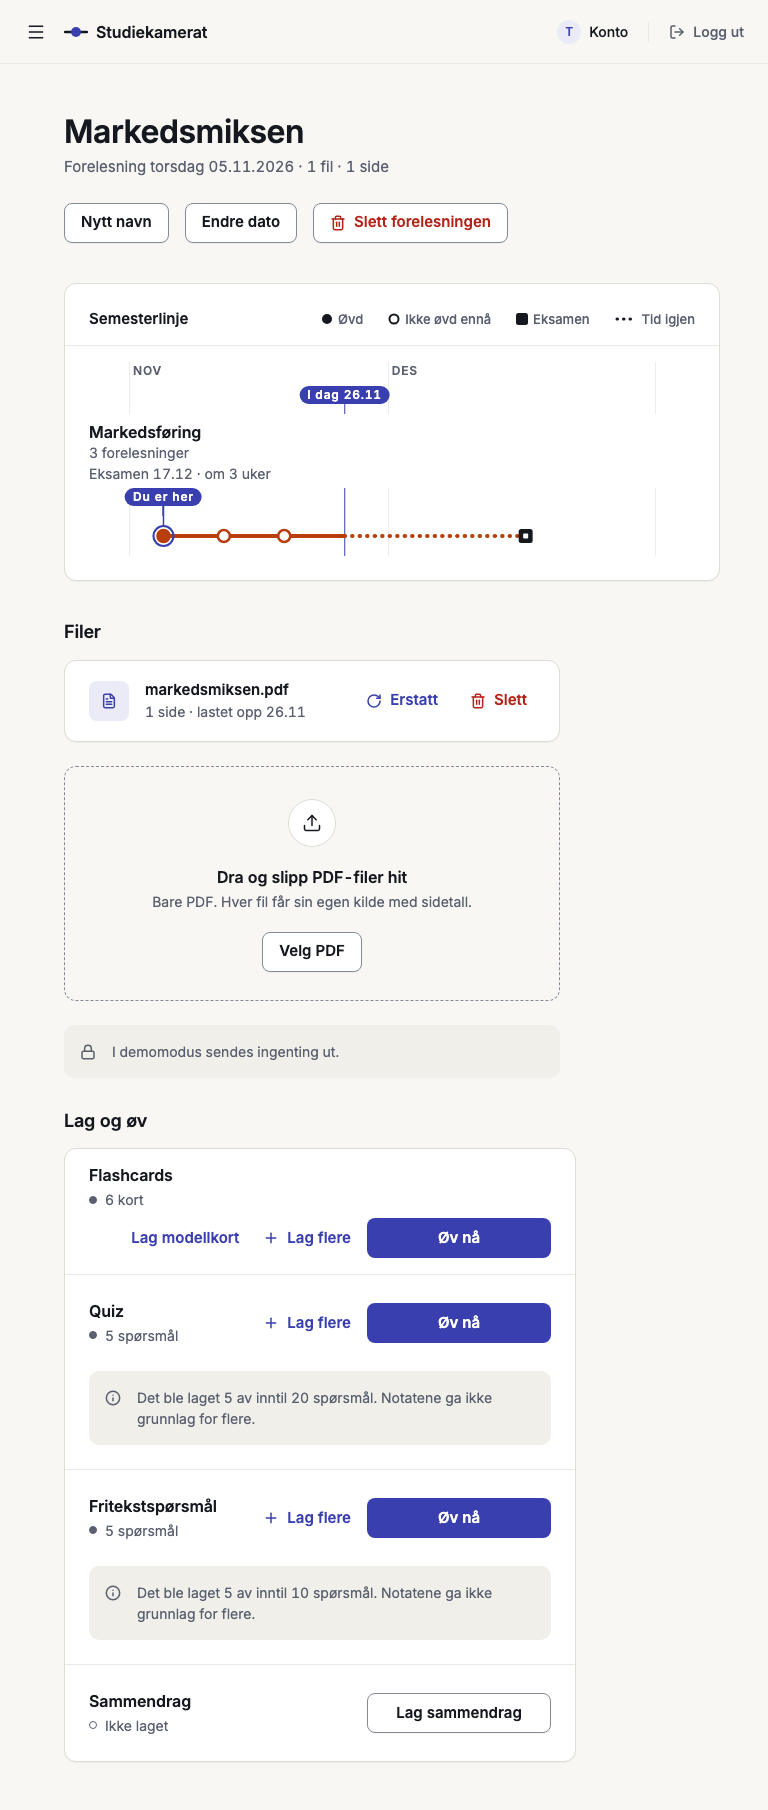 Studiekamerat
T Konto
Logg ut
Markedsmiksen
Forelesning torsdag 05.11.2026 · 1 fil · 1 side
Nytt navn
Endre dato
Slett forelesningen
Semesterlinje
Øvd
Ikke øvd ennå
Eksamen
Tid igjen
NOV
DES
I dag 26.11
Markedsføring
3 forelesninger
Eksamen 17.12 · om 3 uker
Du er her
Filer
markedsmiksen.pdf
1 side · lastet opp 26.11
Erstatt
Slett
Dra og slipp PDF-filer hit
Bare PDF. Hver fil får sin egen kilde med sidetall.
Velg PDF
I demomodus sendes ingenting ut.
Lag og øv
Flashcards
6 kort
Lag modellkort
Lag flere
Øv nå
Quiz
5 spørsmål
Lag flere
Øv nå
Det ble laget 5 av inntil 20 spørsmål. Notatene ga ikke
grunnlag for flere.
Fritekstspørsmål
5 spørsmål
Lag flere
Øv nå
Det ble laget 5 av inntil 10 spørsmål. Notatene ga ikke
grunnlag for flere.
Sammendrag
Ikke laget
Lag sammendrag